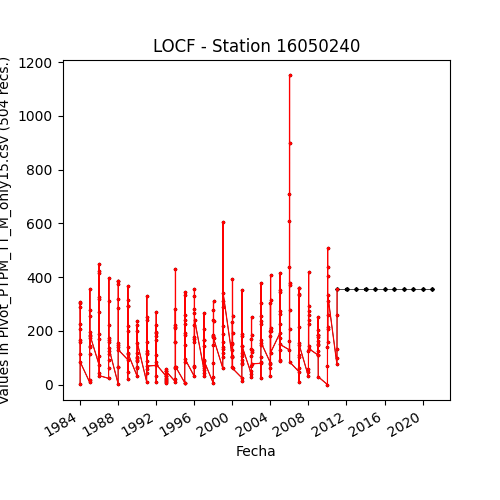 LOCF - Station 16050240
Values in Pivot_PTPM_TT_M_only15.csv (504 recs.)
1200
1000
800
600
400
200
0
1984 1988 1992 1996 2000 2004 2008 2012 2016 2020
Fecha